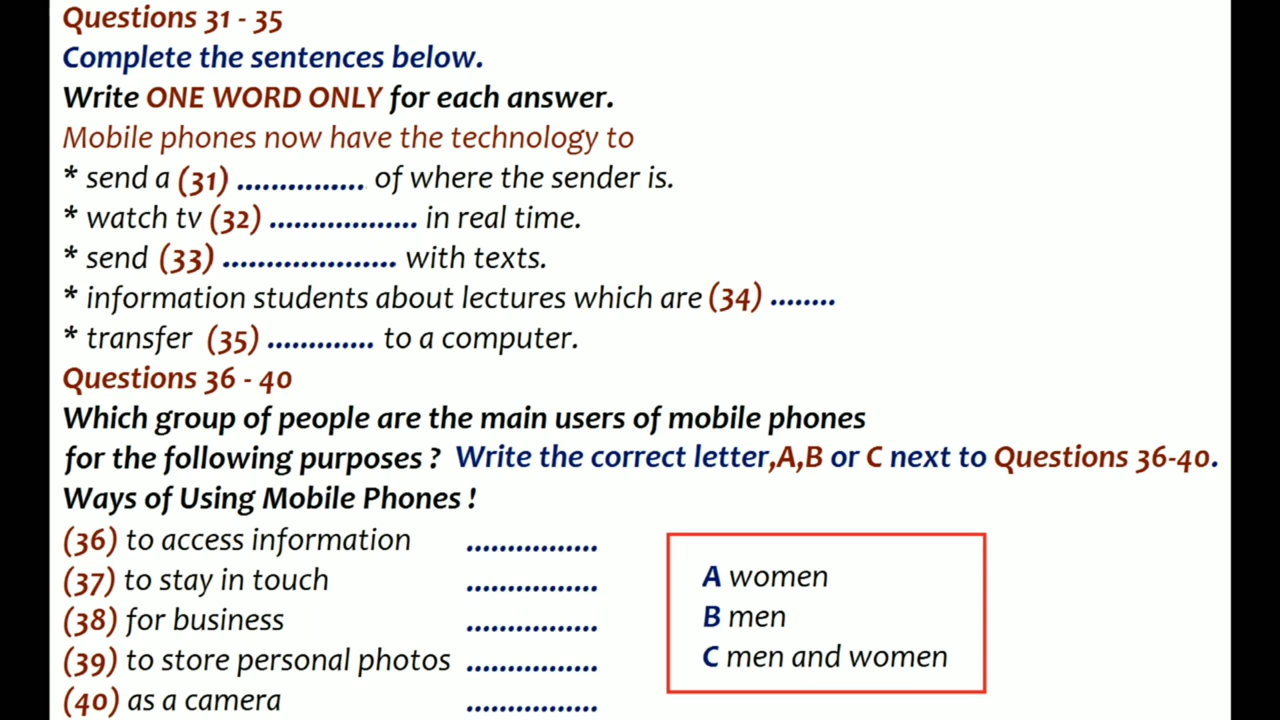 Questions 31 - 35
Complete the sentences below.
Write ONE WORD ONLY for each answer.
Mobile phones now have the technology to
* send a (31) ............... of where the sender is.
* watch tv (32) .................. in real time.
* send (33) ..................... with texts.
* information students about lectures which are (34) ........
* transfer (35) ............. to a computer.
Questions 36 - 40
Which group of people are the main users of mobile phones
for the following purposes ? Write the correct letter,A,B or C next to Questions 36-40.
Ways of Using Mobile Phones !
(36) to access information ................
(37) to stay in touch ................
(38) for business ................
(39) to store personal photos ................
(40) as a camera ................
A women
B men
C men and women